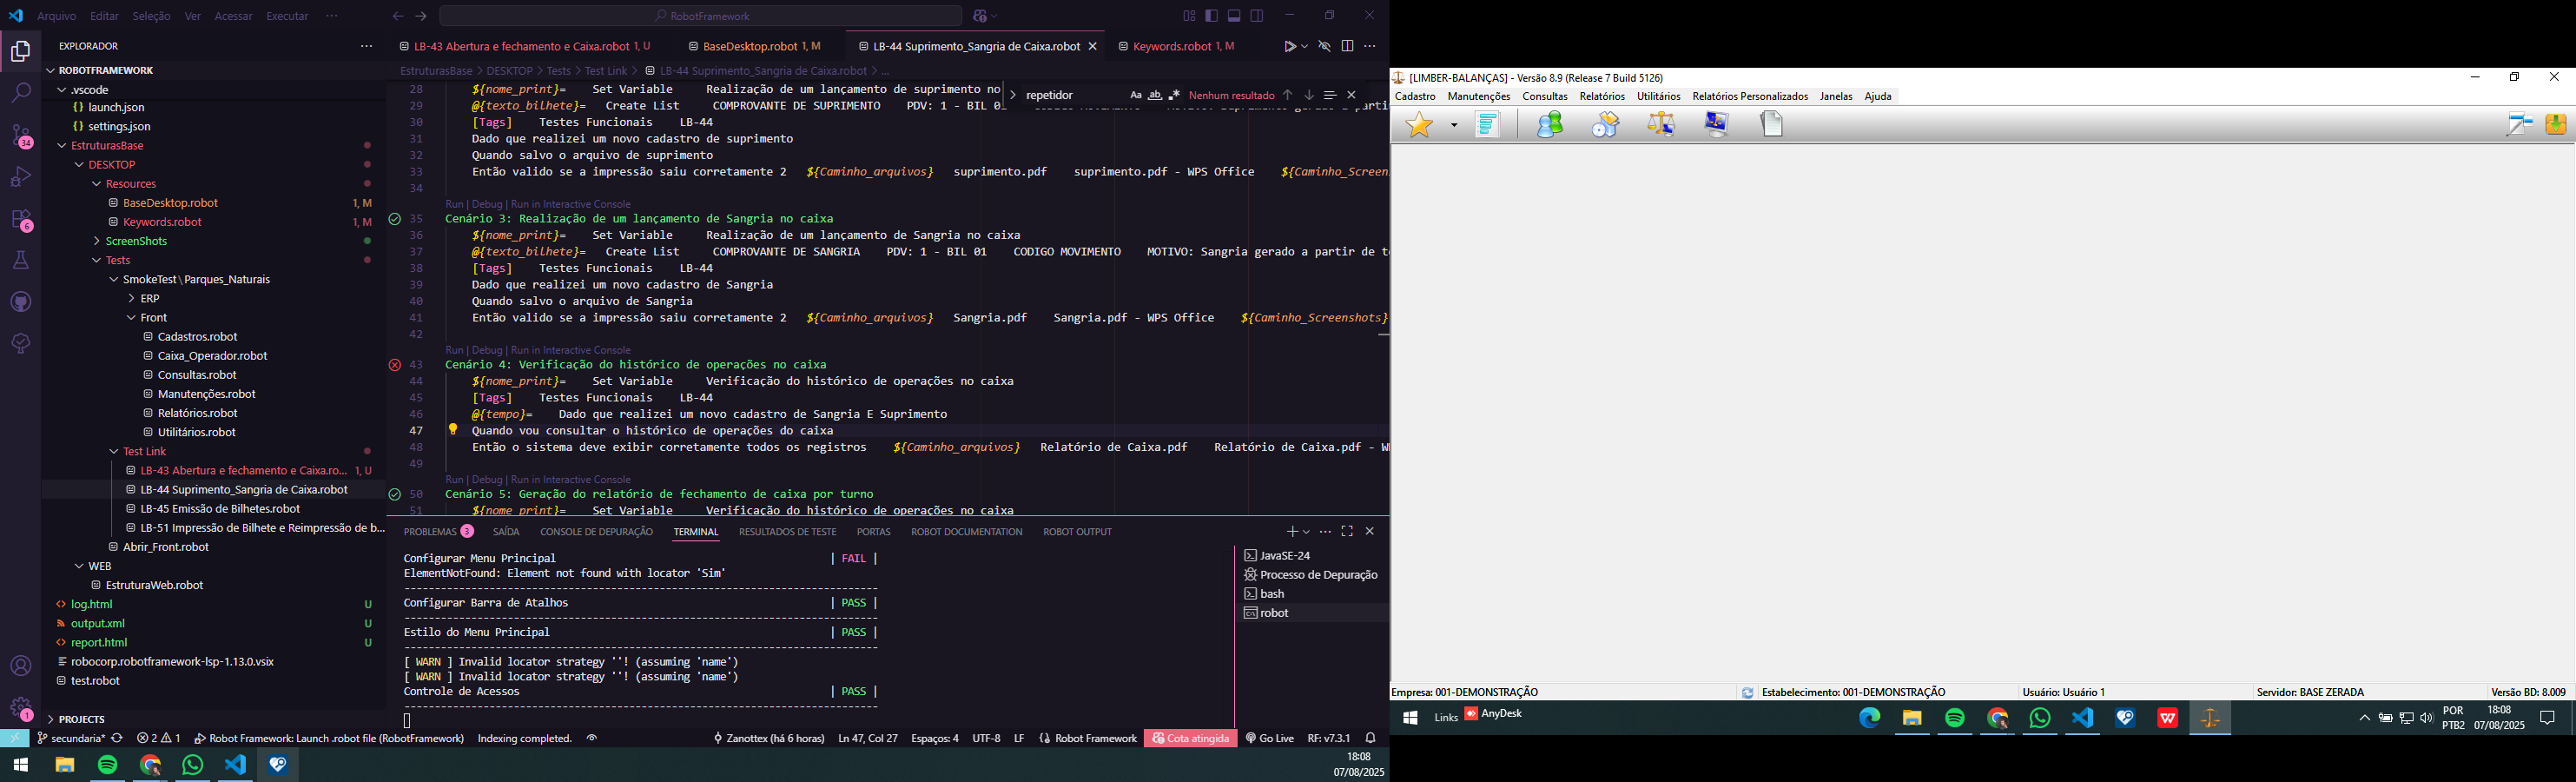 Arquivo Editar Seleção Ver Acessar Executar ··· RobotFramework
EXPLORADOR
ROBOTFRAMEWORK
.vscode
launch.json
settings.json
EstruturasBase
DESKTOP
Resources
BaseDesktop.robot 1, M
Keywords.robot 1, M
ScreenShots
Tests
SmokeTest\Parques_Naturais
ERP
Front
Cadastros.robot
Caixa_Operador.robot
Consultas.robot
Manutenções.robot
Relatórios.robot
Utilitários.robot
Test Link
LB-43 Abertura e fechamento e Caixa.ro... 1, U
LB-44 Suprimento_Sangria de Caixa.robot
LB-45 Emissão de Bilhetes.robot
LB-51 Impressão de Bilhete e Reimpressão de b...
Abrir_Front.robot
WEB
EstruturaWeb.robot
log.html U
output.xml U
report.html U
robocorp.robotframework-lsp-1.13.0.vsix
test.robot
PROJECTS
34
6
1
LB-43 Abertura e fechamento e Caixa.robot 1, U BaseDesktop.robot 1, M LB-44 Suprimento_Sangria de Caixa.robot Keywords.robot 1, M
EstruturasBase > DESKTOP > Tests > Test Link > LB-44 Suprimento_Sangria de Caixa.robot > ...
repetidor Aa ab Nenhum resultado
28 ${nome_print}= Set Variable Realização de um lançamento de suprimento no
29 @{texto_bilhete}= Create List COMPROVANTE DE SUPRIMENTO PDV: 1 - BIL 01
30 [Tags] Testes Funcionais LB-44
31 Dado que realizei um novo cadastro de suprimento
32 Quando salvo o arquivo de suprimento
33 Então valido se a impressão saiu corretamente 2 ${Caminho_arquivos} suprimento.pdf suprimento.pdf - WPS Office ${Caminho_Screen
34
Run | Debug | Run in Interactive Console
35 Cenário 3: Realização de um lançamento de Sangria no caixa
36 ${nome_print}= Set Variable Realização de um lançamento de Sangria no caixa
37 @{texto_bilhete}= Create List COMPROVANTE DE SANGRIA PDV: 1 - BIL 01 CODIGO MOVIMENTO MOTIVO: Sangria gerado a partir de t
38 [Tags] Testes Funcionais LB-44
39 Dado que realizei um novo cadastro de Sangria
40 Quando salvo o arquivo de Sangria
41 Então valido se a impressão saiu corretamente 2 ${Caminho_arquivos} Sangria.pdf Sangria.pdf - WPS Office ${Caminho_Screenshots}
42
Run | Debug | Run in Interactive Console
43 Cenário 4: Verificação do histórico de operações no caixa
44 ${nome_print}= Set Variable Verificação do histórico de operações no caixa
45 [Tags] Testes Funcionais LB-44
46 @{tempo}= Dado que realizei um novo cadastro de Sangria E Suprimento
47 Quando vou consultar o histórico de operações do caixa
48 Então o sistema deve exibir corretamente todos os registros ${Caminho_arquivos} Relatório de Caixa.pdf Relatório de Caixa.pdf - W
49
Run | Debug | Run in Interactive Console
50 Cenário 5: Geração do relatório de fechamento de caixa por turno
51 ${nome_print}= Set Variable Verificação do histórico de operações no caixa
PROBLEMAS 3 SAÍDA CONSOLE DE DEPURAÇÃO TERMINAL RESULTADOS DE TESTE PORTAS ROBOT DOCUMENTATION ROBOT OUTPUT
Configurar Menu Principal | FAIL |
ElementNotFound: Element not found with locator 'Sim'
------------------------------------------------------------------------------
Configurar Barra de Atalhos | PASS |
------------------------------------------------------------------------------
Estilo do Menu Principal | PASS |
------------------------------------------------------------------------------
[ WARN ] Invalid locator strategy ''! (assuming 'name')
[ WARN ] Invalid locator strategy ''! (assuming 'name')
Controle de Acessos | PASS |
------------------------------------------------------------------------------
JavaSE-24
Processo de Depuração
bash
robot
secundaria* 2 1 Robot Framework: Launch .robot file (RobotFramework) Indexing completed. Zanottex (há 6 horas) Ln 47, Col 27 Espaços: 4 UTF-8 LF Robot Framework Cota atingida Go Live RF: v7.3.1
18:08
07/08/2025
[LIMBER-BALANÇAS] - Versão 8.9 (Release 7 Build 5126)
Cadastro Manutenções Consultas Relatórios Utilitários Relatórios Personalizados Janelas Ajuda
Empresa: 001-DEMONSTRAÇÃO Estabelecimento: 001-DEMONSTRAÇÃO Usuário: Usuário 1 Servidor: BASE ZERADA Versão BD: 8.009
Links AnyDesk
POR
PTB2
18:08
07/08/2025